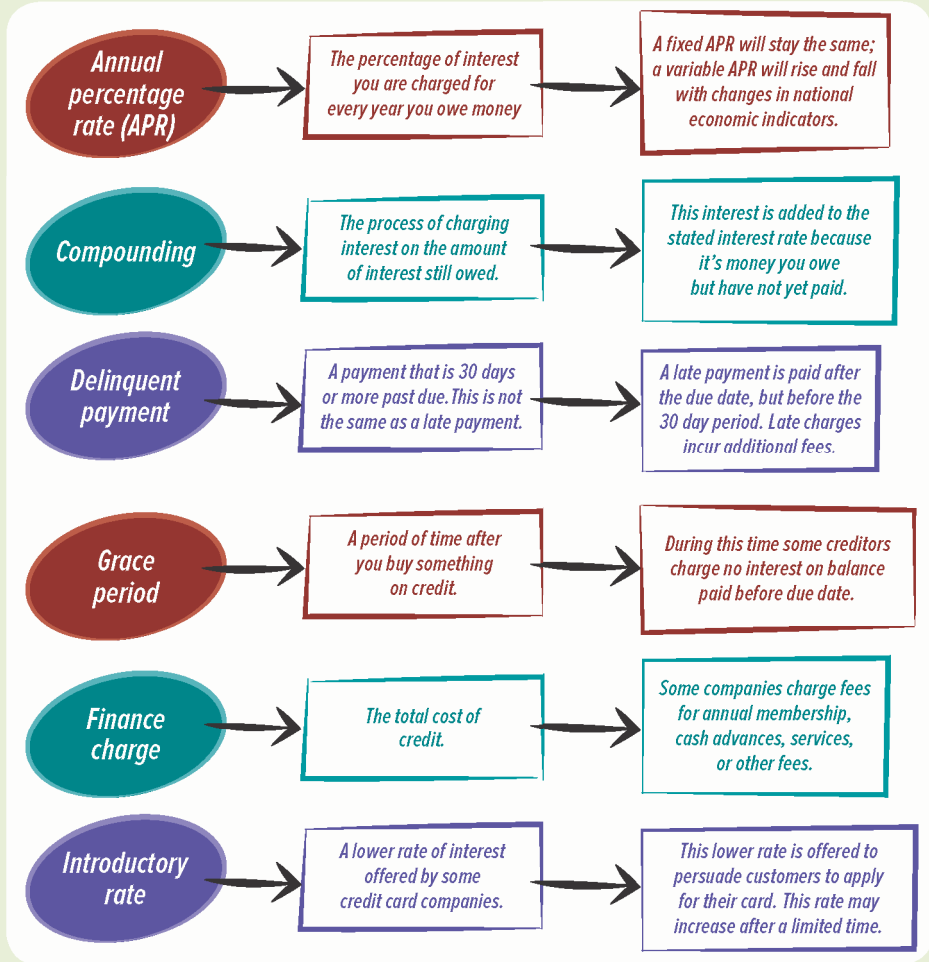 Annual
percentage
rate (APR)
The percentage of interest
you are charged for
every year you owe money
A fixed APR will stay the same;
a variable APR will rise and fall
with changes in national
economic indicators.
Compounding
The process of charging
interest on the amount
of interest still owed.
This interest is added to the
stated interest rate because
it's money you owe
but have not yet paid.
Delinquent
payment
A payment that is 30 days
or more past due. This is not
the same as a late payment.
A late payment is paid after
the due date, but before the
30 day period. Late charges
incur additional fees.
Grace
period
A period of time after
you buy something
on credit.
During this time some creditors
charge no interest on balance
paid before due date.
Finance
charge
The total cost of
credit.
Some companies charge fees
for annual membership,
cash advances, services,
or other fees.
Introductory
rate
A lower rate of interest
offered by some
credit card companies.
This lower rate is offered to
persuade customers to apply
for their card. This rate may
increase after a limited time.